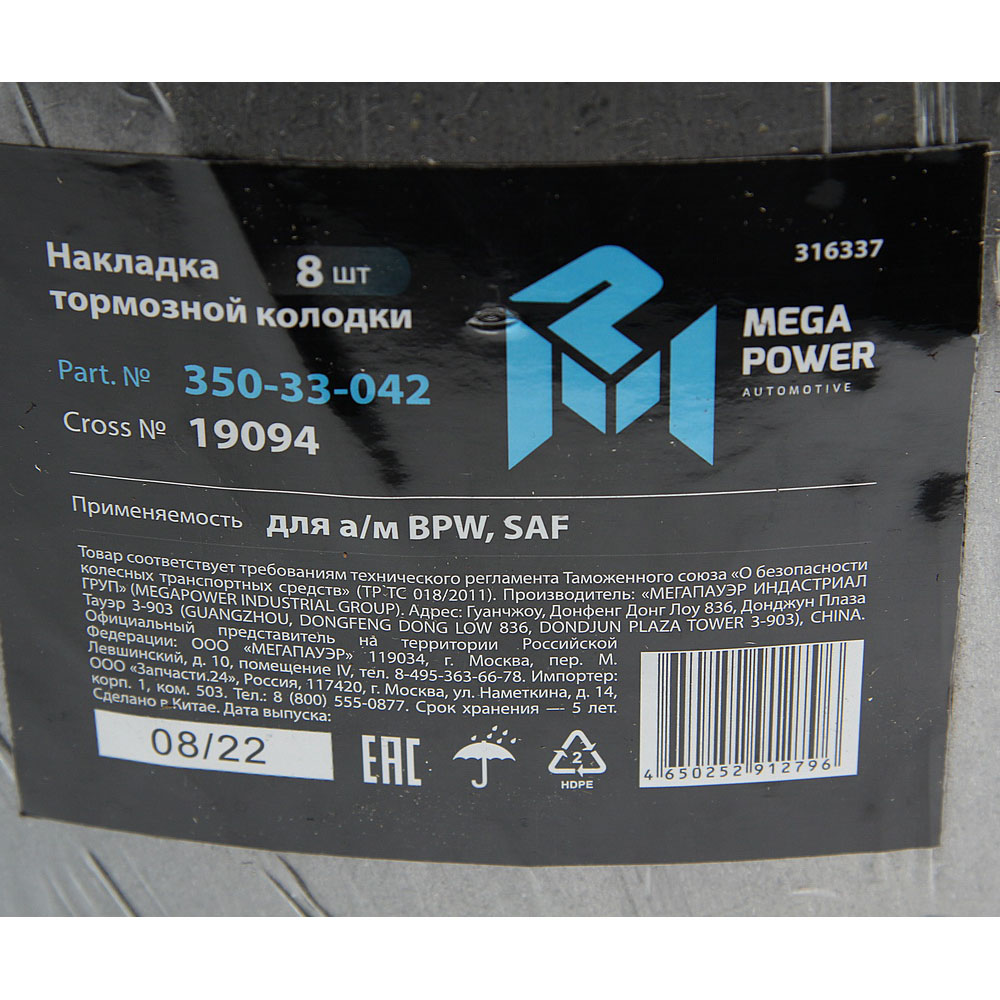 Накладка 8 шт
тормозной колодки
316337
MEGA
POWER
AUTOMOTIVE
Part. № 350-33-042
Cross № 19094
Применяемость для а/м BPW, SAF
Товар соответствует требованиям технического регламента Таможенного союза «О безопасности
колесных транспортных средств» (ТР ТС 018/2011). Производитель: «МЕГАПАУЭР ИНДАСТРИАЛ
ГРУП» (MEGAPOWER INDUSTRIAL GROUP). Адрес: Гуанчжоу, Донфенг Донг Лоу 836, Донджун Плаза
Тауэр 3-903 (GUANGZHOU, DONGFENG DONG LOW 836, DONDJUN PLAZA TOWER 3-903), CHINA.
Официальный представитель на территории Российской
Федерации: ООО «МЕГАПАУЭР» 119034, г. Москва, пер. М.
Левшинский, д. 10, помещение IV, тел. 8-495-363-66-78. Импортер:
ООО «Запчасти.24», Россия, 117420, г. Москва, ул. Наметкина, д. 14,
корп. 1, ком. 503. Тел.: 8 (800) 555-0877. Срок хранения — 5 лет.
Сделано в Китае. Дата выпуска:
08/22
EAC
2
HDPE
4 650252 912796